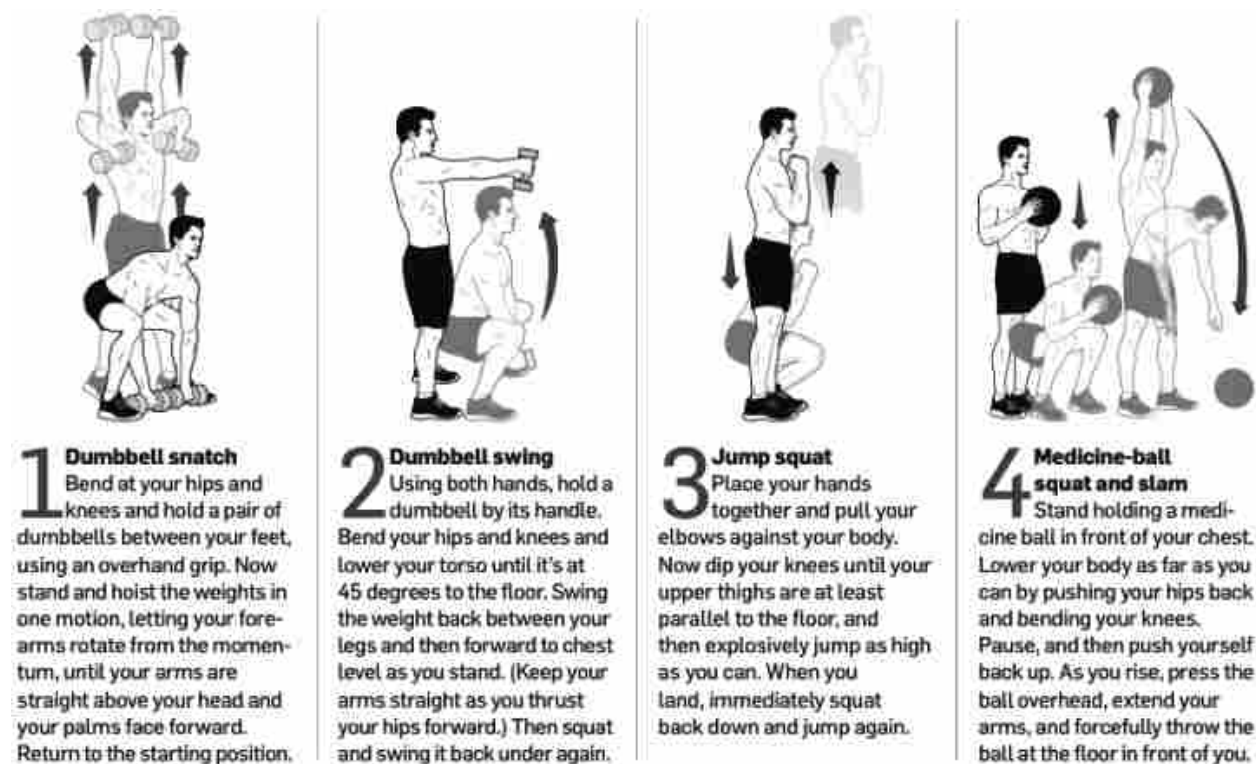 1 Dumbbell snatch
Bend at your hips and
knees and hold a pair of
dumbbells between your feet,
using an overhand grip. Now
stand and hoist the weights in
one motion, letting your fore-
arms rotate from the momen-
tum, until your arms are
straight above your head and
your palms face forward.
Return to the starting position.
2 Dumbbell swing
Using both hands, hold a
dumbbell by its handle.
Bend your hips and knees and
lower your torso until it's at
45 degrees to the floor. Swing
the weight back between your
legs and then forward to chest
level as you stand. (Keep your
arms straight as you thrust
your hips forward.) Then squat
and swing it back under again.
3 Jump squat
Place your hands
together and pull your
elbows against your body.
Now dip your knees until your
upper thighs are at least
parallel to the floor, and
then explosively jump as high
as you can. When you
land, immediately squat
back down and jump again.
4 Medicine-ball
squat and slam
Stand holding a medi-
cine ball in front of your chest.
Lower your body as far as you
can by pushing your hips back
and bending your knees.
Pause, and then push yourself
back up. As you rise, press the
ball overhead, extend your
arms, and forcefully throw the
ball at the floor in front of you.